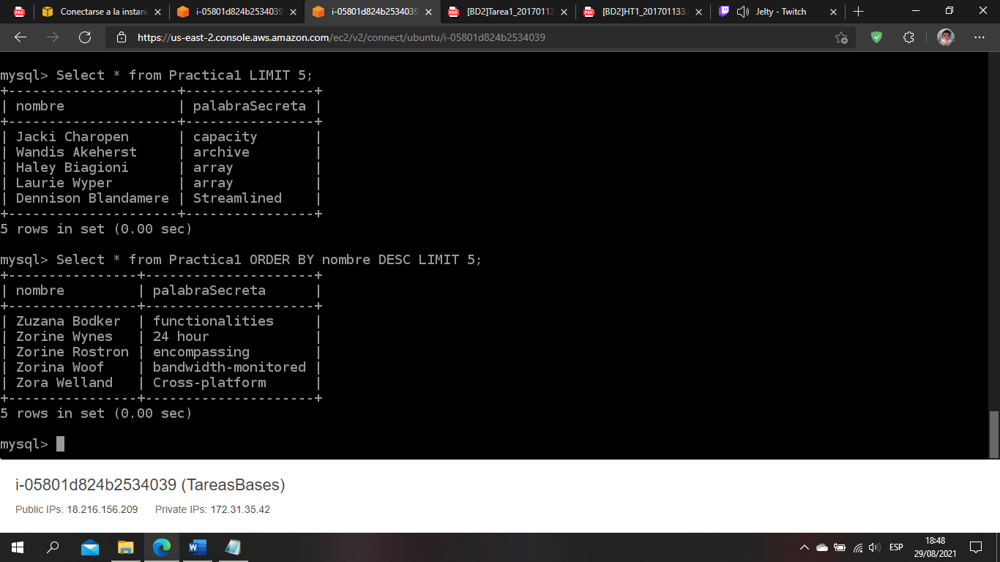 Conectarse a la instanc
i-05801d824b2534039
i-05801d824b2534039
[BD2]Tarea1_201701133
[BD2]HT1_201701133.
Jelty - Twitch
https://us-east-2.console.aws.amazon.com/ec2/v2/connect/ubuntu/i-05801d824b2534039
mysql> Select * from Practica1 LIMIT 5;
+---------------------+----------------+
| nombre              | palabraSecreta |
+---------------------+----------------+
| Jacki Charopen      | capacity       |
| Wandis Akeherst     | archive        |
| Haley Biagioni      | array          |
| Laurie Wyper        | array          |
| Dennison Blandamere | Streamlined    |
+---------------------+----------------+
5 rows in set (0.00 sec)
mysql> Select * from Practica1 ORDER BY nombre DESC LIMIT 5;
+----------------+---------------------+
| nombre         | palabraSecreta      |
+----------------+---------------------+
| Zuzana Bodker  | functionalities     |
| Zorine Wynes   | 24 hour             |
| Zorine Rostron | encompassing        |
| Zorina Woof    | bandwidth-monitored |
| Zora Welland   | Cross-platform      |
+----------------+---------------------+
5 rows in set (0.00 sec)
mysql>
i-05801d824b2534039 (TareasBases)
Public IPs: 18.216.156.209 Private IPs: 172.31.35.42
ESP
18:48
29/08/2021